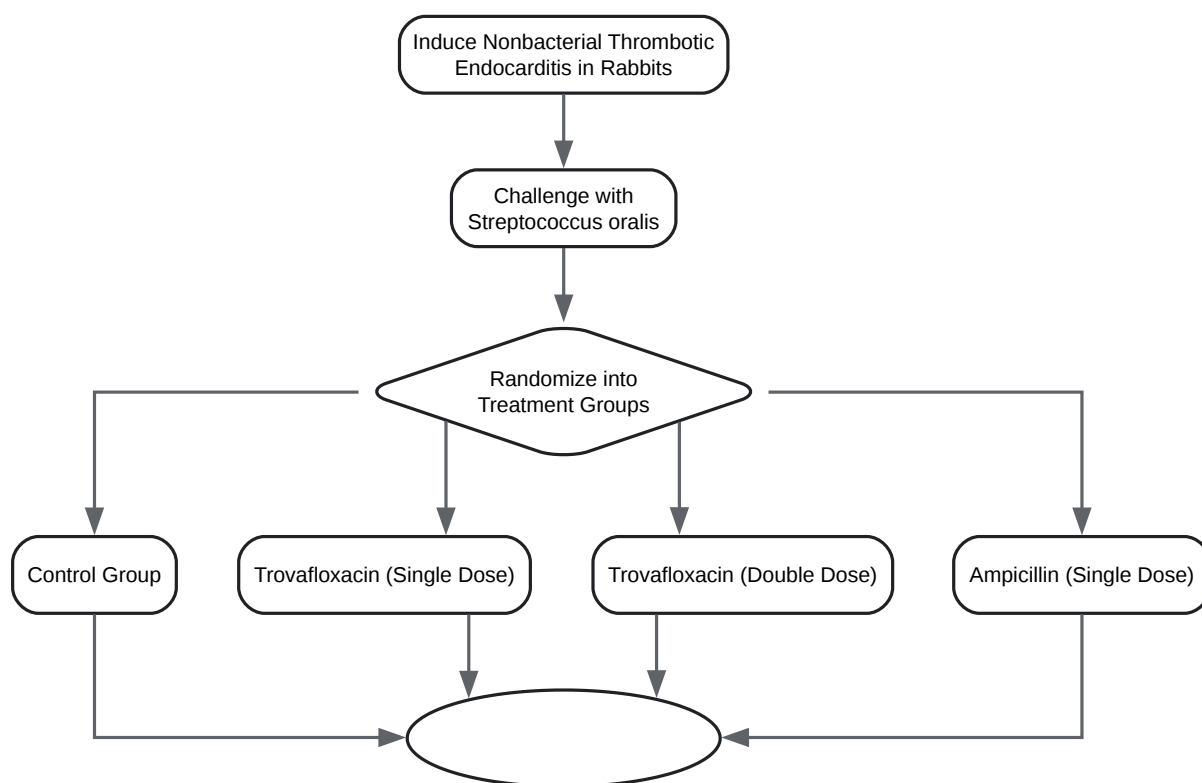 Induce Nonbacterial Thrombotic
Endocarditis in Rabbits
Challenge with
Streptococcus oralis
Randomize into
Treatment Groups
Control Group
Trovafloxacin (Single Dose)
Trovafloxacin (Double Dose)
Ampicillin (Single Dose)